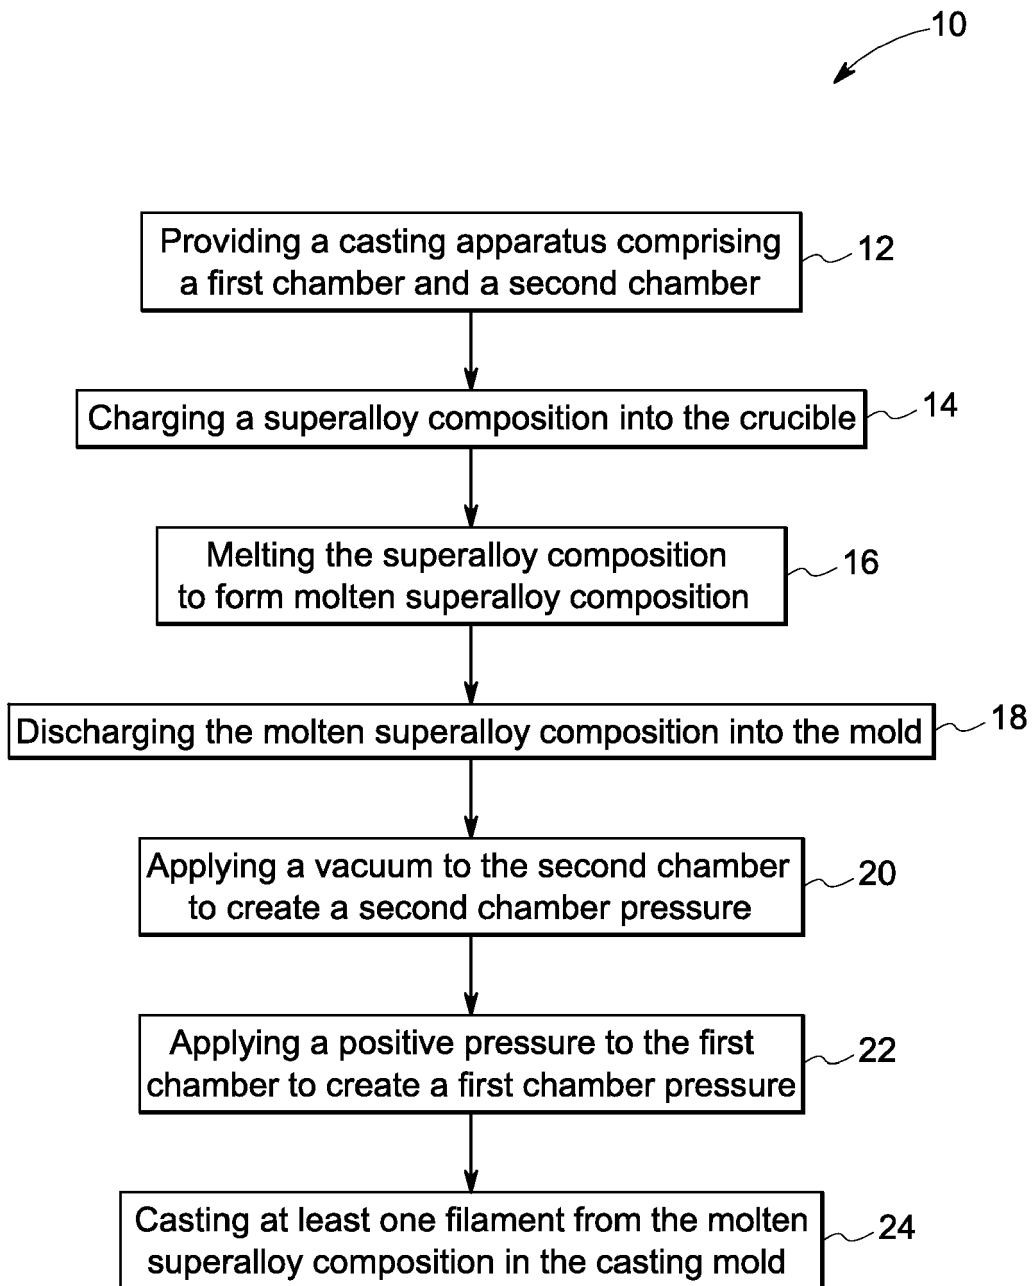 10
Providing a casting apparatus comprising
a first chamber and a second chamber
12
Charging a superalloy composition into the crucible
14
Melting the superalloy composition
to form molten superalloy composition
16
Discharging the molten superalloy composition into the mold
18
Applying a vacuum to the second chamber
to create a second chamber pressure
20
Applying a positive pressure to the first
chamber to create a first chamber pressure
22
Casting at least one filament from the molten
superalloy composition in the casting mold
24